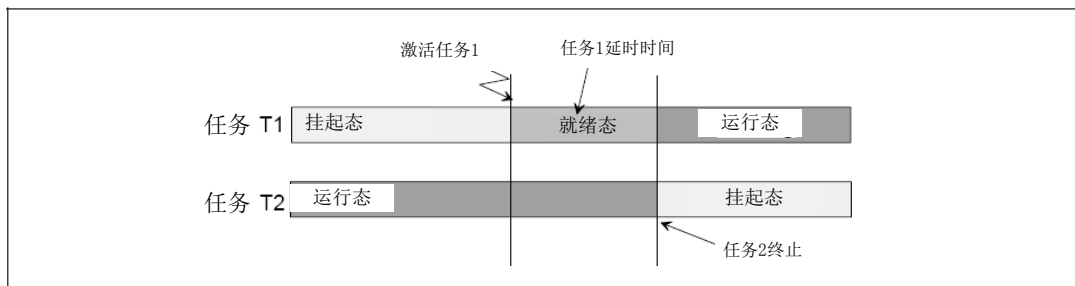 激活任务1
任务1延时时间
任务 T1
挂起态
就绪态
运行态
任务 T2
运行态
挂起态
任务2终止